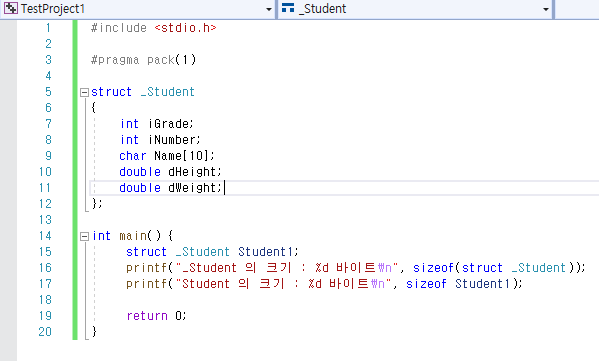 TestProject1
_Student
1 #include <stdio.h>
2
3 #pragma pack(1)
4
5 struct _Student
6 {
7 int iGrade;
8 int iNumber;
9 char Name[10];
10 double dHeight;
11 double dWeight;
12 };
13
14 int main() {
15 struct _Student Student1;
16 printf("_Student 의 크기 : %d 바이트₩n", sizeof(struct _Student));
17 printf("Student 의 크기 : %d 바이트₩n", sizeof Student1);
18
19 return 0;
20 }